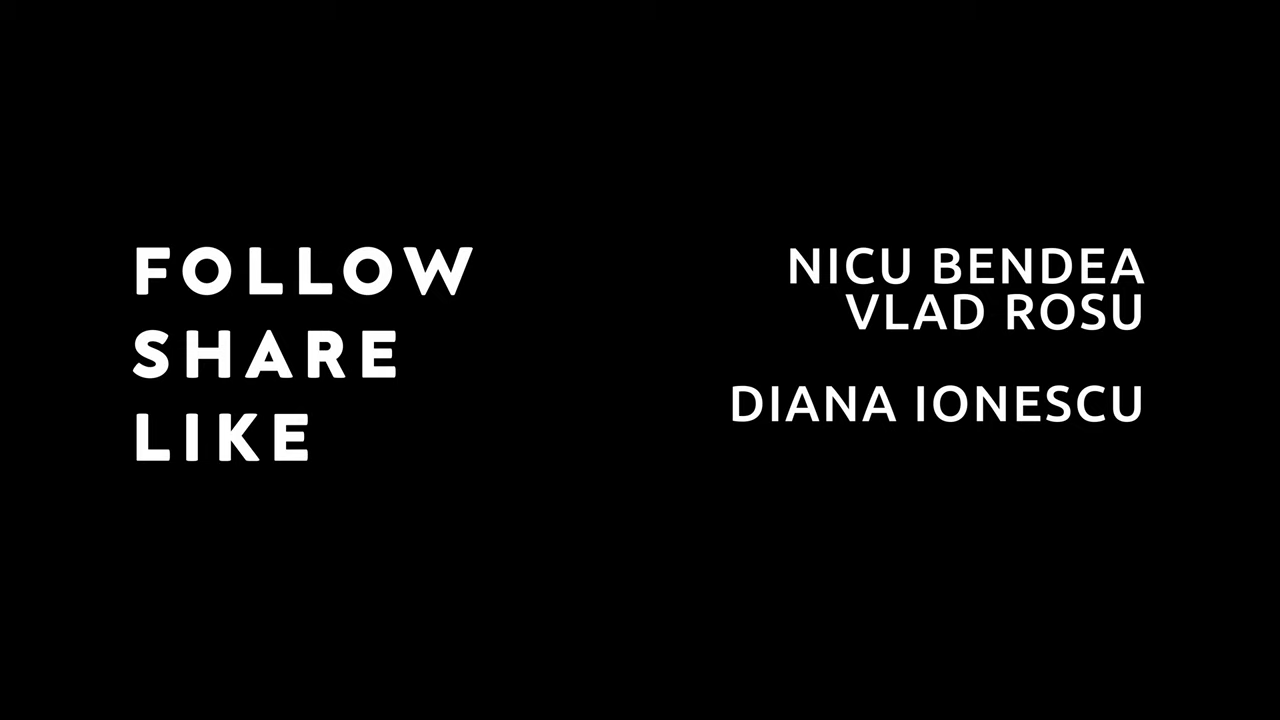 FOLLOW
SHARE
LIKE
NICU BENDEA
VLAD ROSU
DIANA IONESCU